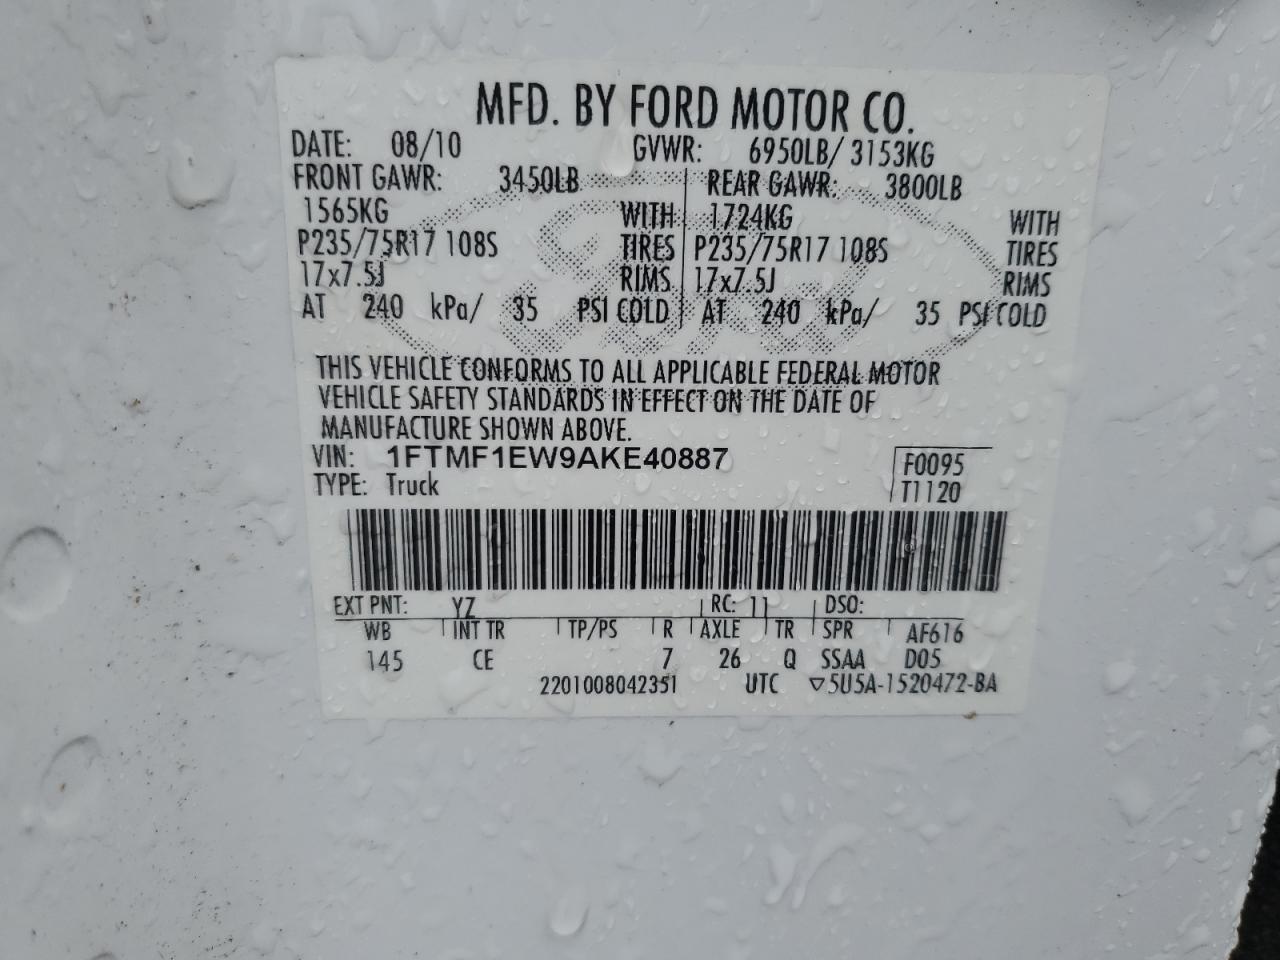 MFD. BY FORD MOTOR CO.
DATE: 08/10 GVWR: 6950LB/ 3153KG
FRONT GAWR: 3450LB REAR GAWR: 3800LB
1565KG WITH 1724KG WITH
P235/75R17 108S TIRES P235/75R17 108S TIRES
17x7.5J RIMS 17x7.5J RIMS
AT 240 kPa/ 35 PSI COLD AT 240 kPa/ 35 PSI COLD
THIS VEHICLE CONFORMS TO ALL APPLICABLE FEDERAL MOTOR
VEHICLE SAFETY STANDARDS IN EFFECT ON THE DATE OF
MANUFACTURE SHOWN ABOVE.
VIN: 1FTMF1EW9AKE40887 F0095
TYPE: Truck T1120
EXT PNT: YZ RC: 11 DSO:
WB INT TR TP/PS R AXLE TR SPR AF616
145 CE 7 26 Q SSAA D05
2201008042351 UTC ▽5U5A-1520472-BA